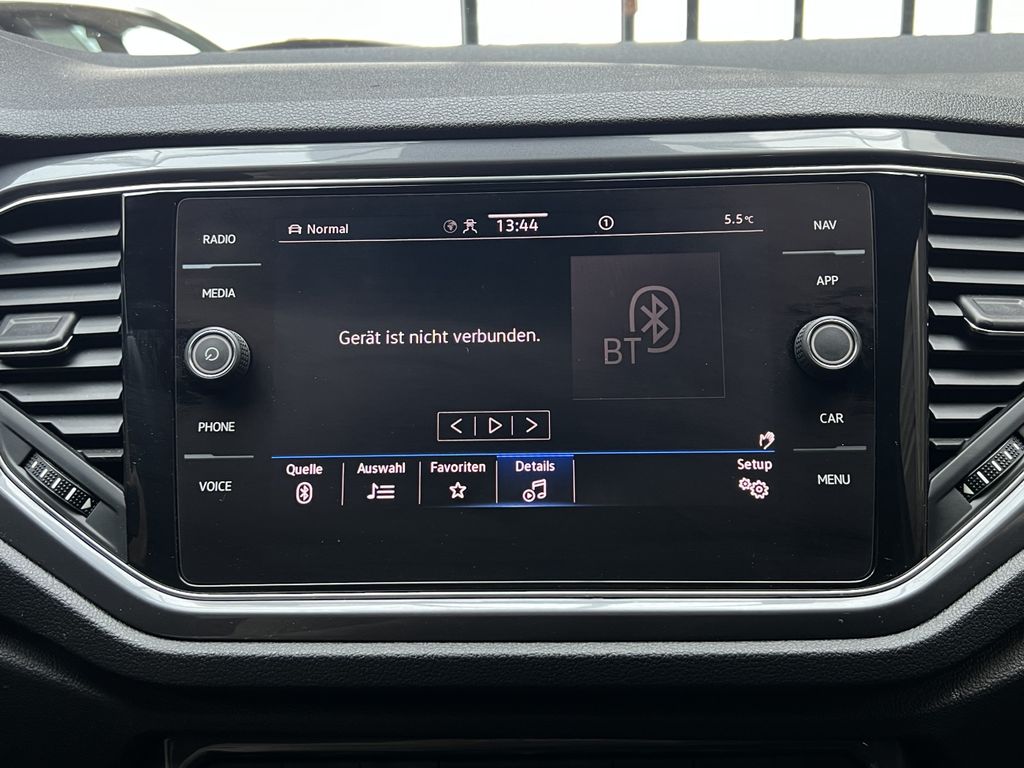 RADIO
MEDIA
PHONE
VOICE
Normal
13:44
1
5.5°C
Gerät ist nicht verbunden.
BT
Quelle
Auswahl
Favoriten
Details
Setup
NAV
APP
CAR
MENU